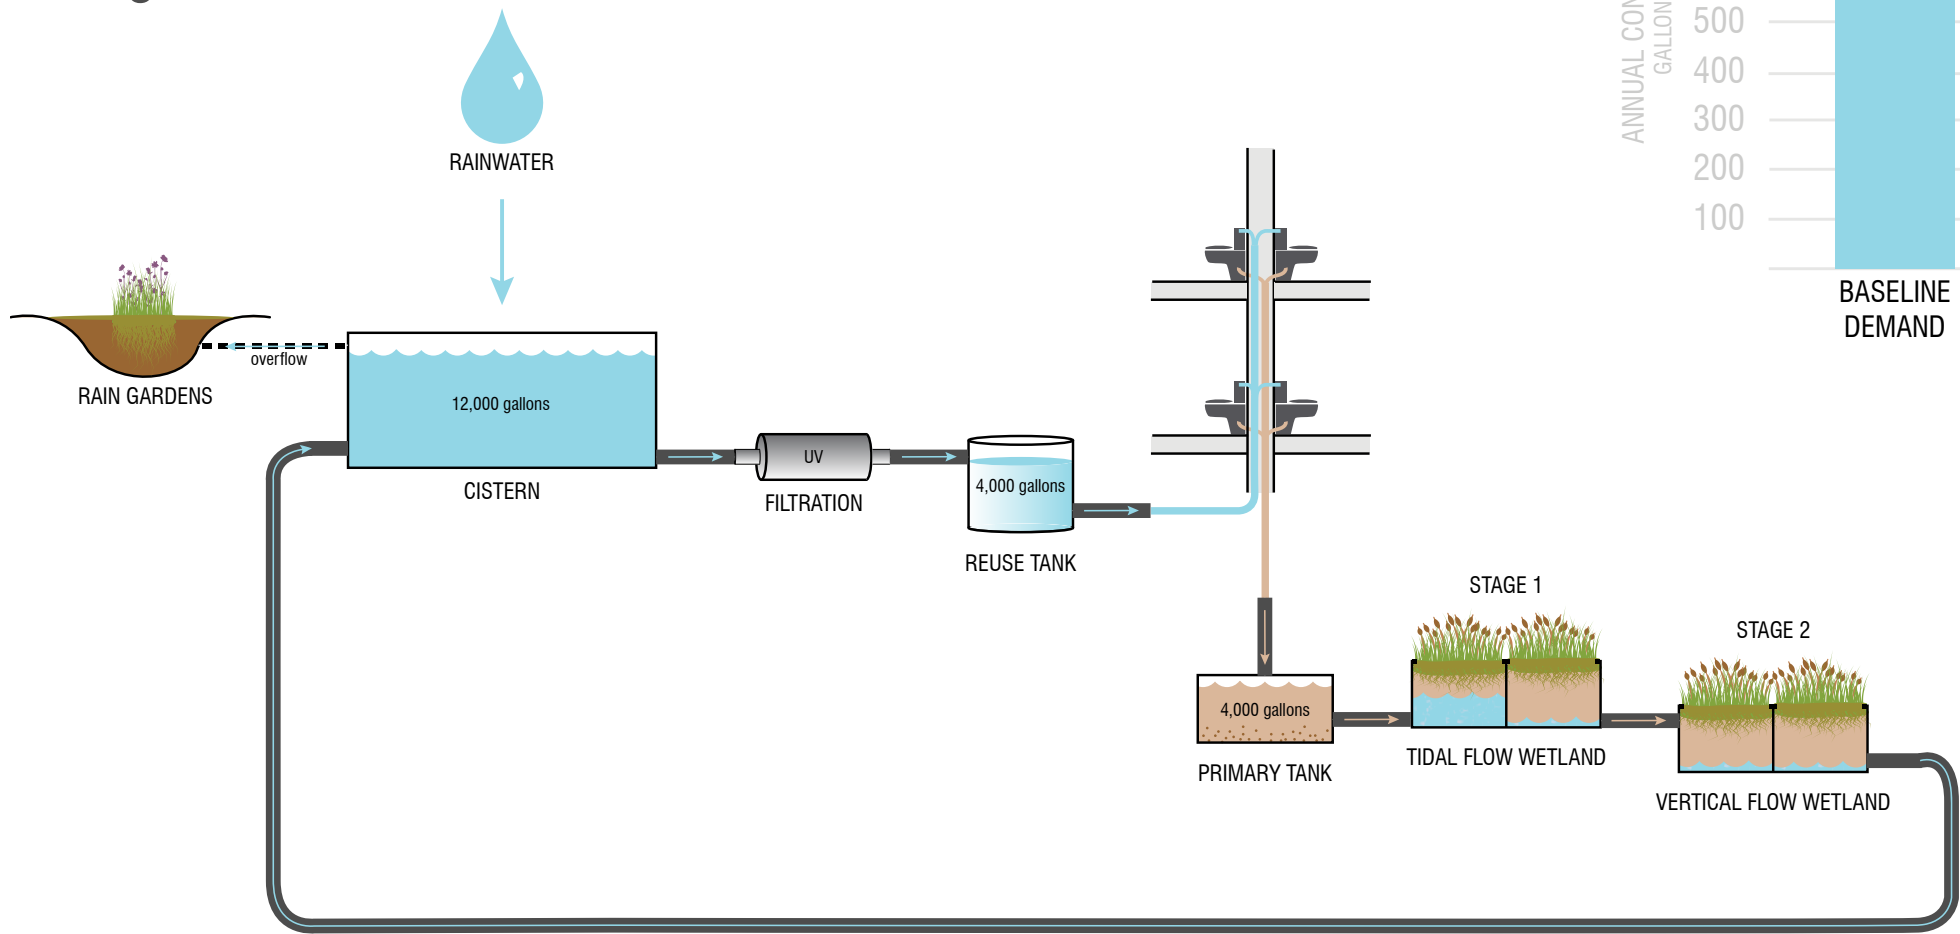 500
400
300
200
100
ANNUAL
BASELINE
DEMAND
RAINWATER
RAIN GARDENS
overflow
12,000 gallons
CISTERN
UV
FILTRATION
4,000 gallons
REUSE TANK
STAGE 1
STAGE 2
4,000 gallons
PRIMARY TANK
TIDAL FLOW WETLAND
VERTICAL FLOW WETLAND